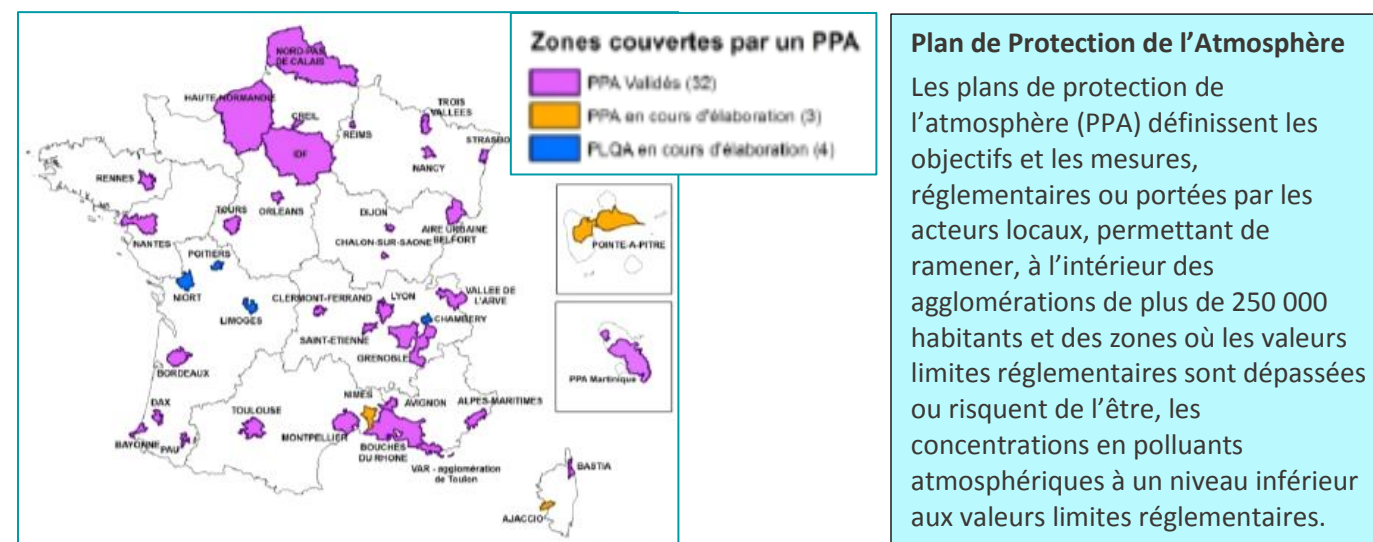 NORD-PAS
DE CALAIS
HAUTE-NORMANDIE
CREIL
REIMS
TROIS
VALLEES
STRASBO
IDF
NANCY
RENNES
TOURS
ORLEANS
DIJON
AIRE URBAINE
BELFORT
CHALON-SUR-SAONE
NANTES
POITIERS
NIORT
LIMOGES
CLERMONT-FERRAND
LYON
VALLEE DE
L'ARVE
CHAMBERY
SAINT-ETIENNE
GRENOBLE
BORDEAUX
DAX
BAYONNE
PAU
TOULOUSE
NIMES
AVIGNON
ALPES-MARITIMES
MONTPELLIER
BOUCHES
DU RHONE
VAR - agglomération
de Toulon
BASTIA
AJACCIO
Zones couvertes par un PPA
PPA Validés (32)
PPA en cours d'élaboration (3)
PLQA en cours d'élaboration (4)
POINTE-A-PITRE
PPA Martinique
Plan de Protection de l’Atmosphère
Les plans de protection de
l’atmosphère (PPA) définissent les
objectifs et les mesures,
réglementaires ou portées par les
acteurs locaux, permettant de
ramener, à l’intérieur des
agglomérations de plus de 250 000
habitants et des zones où les valeurs
limites réglementaires sont dépassées
ou risquent de l’être, les
concentrations en polluants
atmosphériques à un niveau inférieur
aux valeurs limites réglementaires.